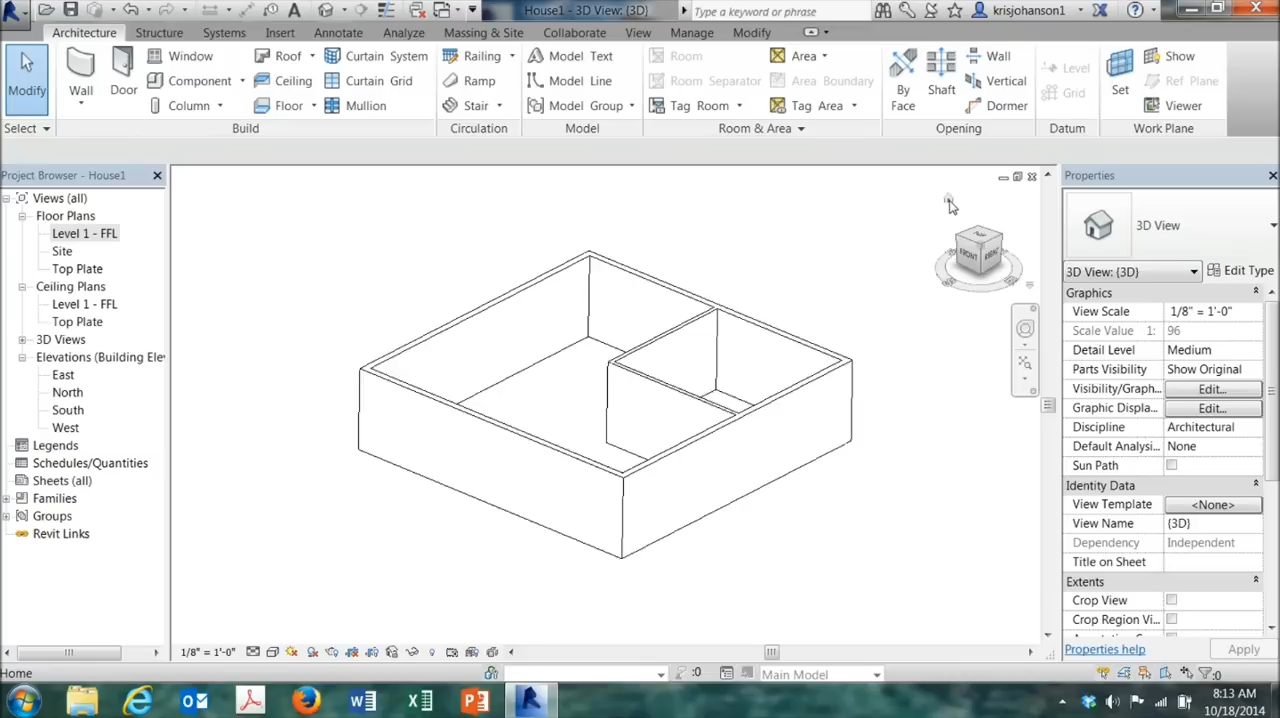 House1 - 3D View: {3D}
Type a keyword or phrase
krisjohanson1
Architecture Structure Systems Insert Annotate Analyze Massing & Site Collaborate View Manage Modify
Modify
Wall
Door
Window
Component
Column
Roof
Ceiling
Floor
Curtain System
Curtain Grid
Mullion
Railing
Ramp
Stair
Model Text
Model Line
Model Group
Room
Room Separator
Tag Room
Area
Area Boundary
Tag Area
By
Face
Shaft
Wall
Vertical
Dormer
Level
Grid
Set
Show
Ref Plane
Viewer
Select Build Circulation Model Room & Area Opening Datum Work Plane
Project Browser - House1
Views (all)
Floor Plans
Level 1 - FFL
Site
Top Plate
Ceiling Plans
Level 1 - FFL
Top Plate
3D Views
Elevations (Building Elev
East
North
South
West
Legends
Schedules/Quantities
Sheets (all)
Families
Groups
Revit Links
FRONT
Properties
3D View
3D View: {3D} Edit Type
Graphics
View Scale 1/8" = 1'-0"
Scale Value 1: 96
Detail Level Medium
Parts Visibility Show Original
Visibility/Graph... Edit...
Graphic Displa... Edit...
Discipline Architectural
Default Analysi... None
Sun Path
Identity Data
View Template <None>
View Name {3D}
Dependency Independent
Title on Sheet
Extents
Crop View
Crop Region Vi...
Properties help Apply
1/8" = 1'-0"
Home
:0
Main Model
:0
8:13 AM
10/18/2014